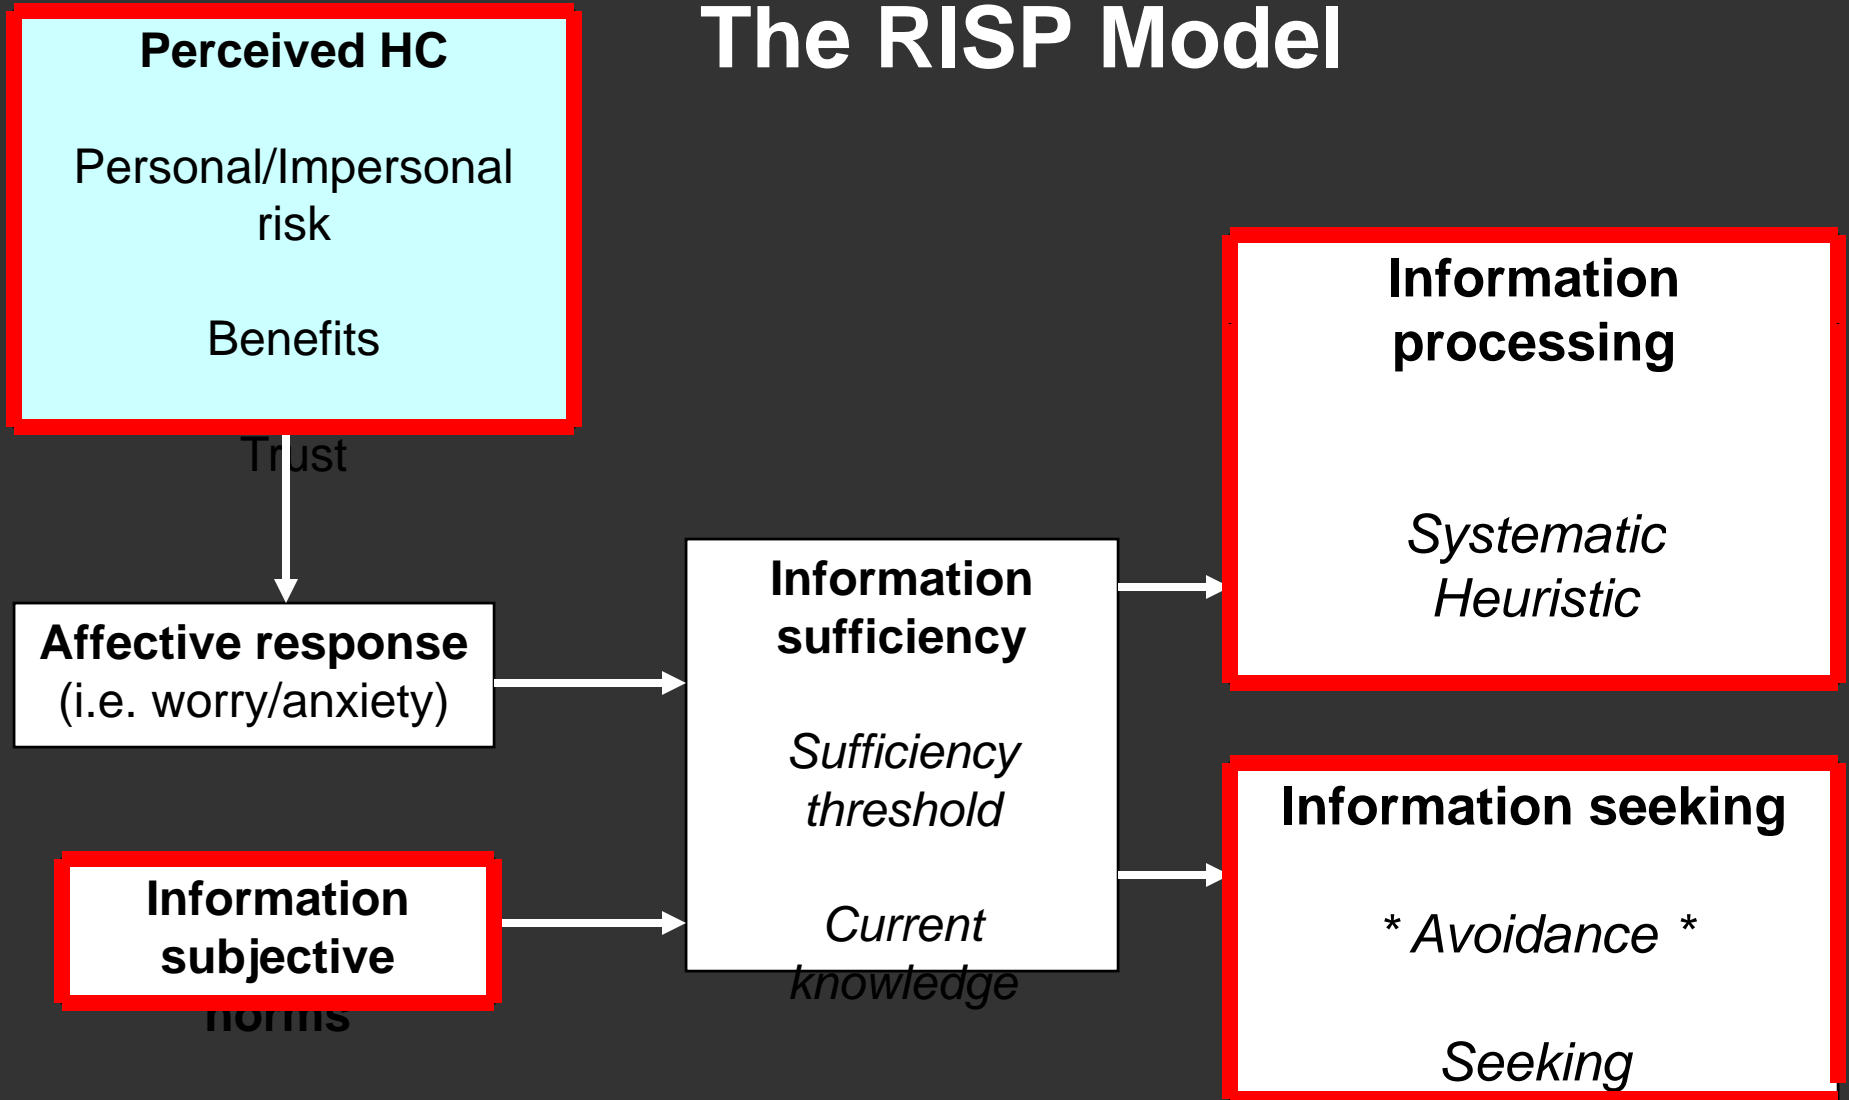 The RISP Model
Perceived HC
Personal/Impersonal
risk
Benefits
Trust
Affective response
(i.e. worry/anxiety)
Information
subjective
norms
Information
sufficiency
Sufficiency
threshold
Current
knowledge
Information
processing
Systematic
Heuristic
Information seeking
* Avoidance *
Seeking